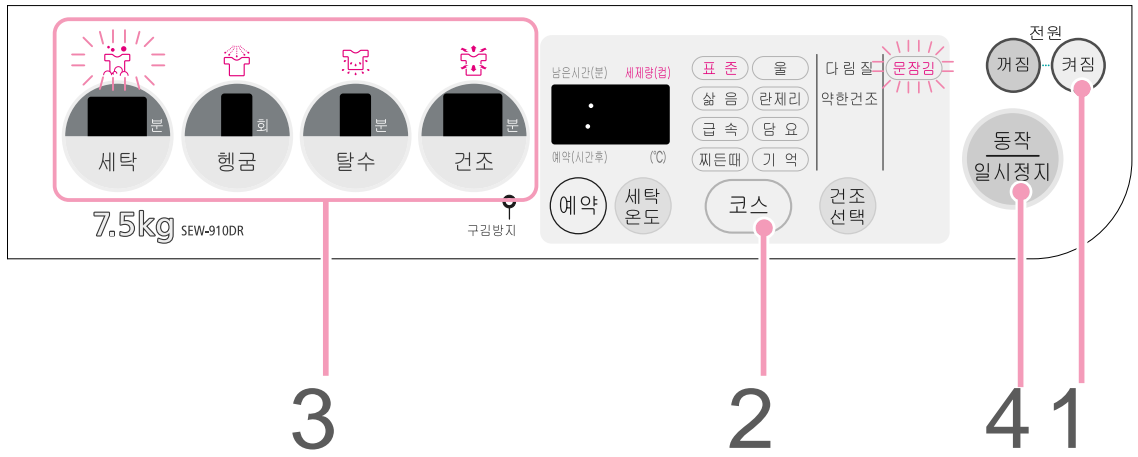 전원
꺼짐 켜짐
분 회 분 분
세탁 헹굼 탈수 건조
7.5kg SEW-910DR
구김방지
남은시간(분) 세제량(컵)
:
예약(시간후) (℃)
표준 울 다림질 문잠김
삶음 란제리 약한건조
급속 담요
찌든때 기억
예약 세탁
온도 코스 건조
선택
동작
일시정지
3 2 4 1